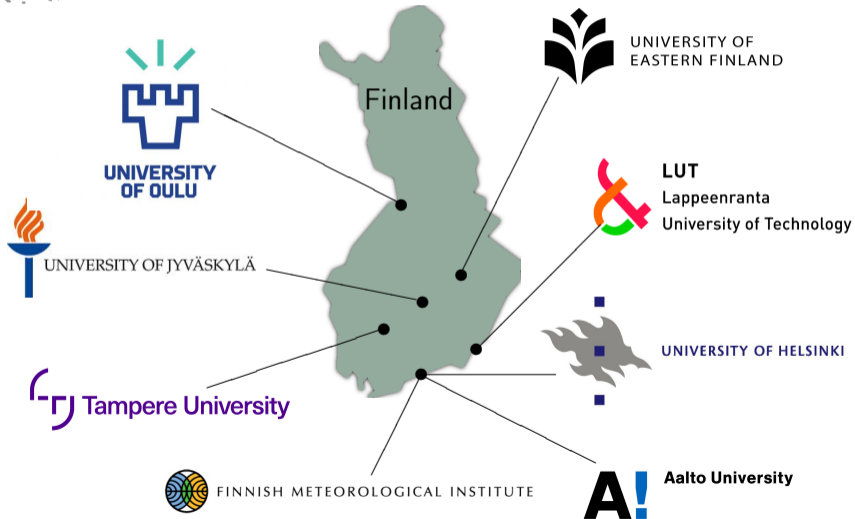 UNIVERSITY OF
EASTERN FINLAND
Finland
UNIVERSITY
OF OULU
LUT
Lappeenranta
University of Technology
UNIVERSITY OF JYVÄSKYLÄ
UNIVERSITY OF HELSINKI
Tampere University
FINNISH METEOROLOGICAL INSTITUTE
A!
Aalto University